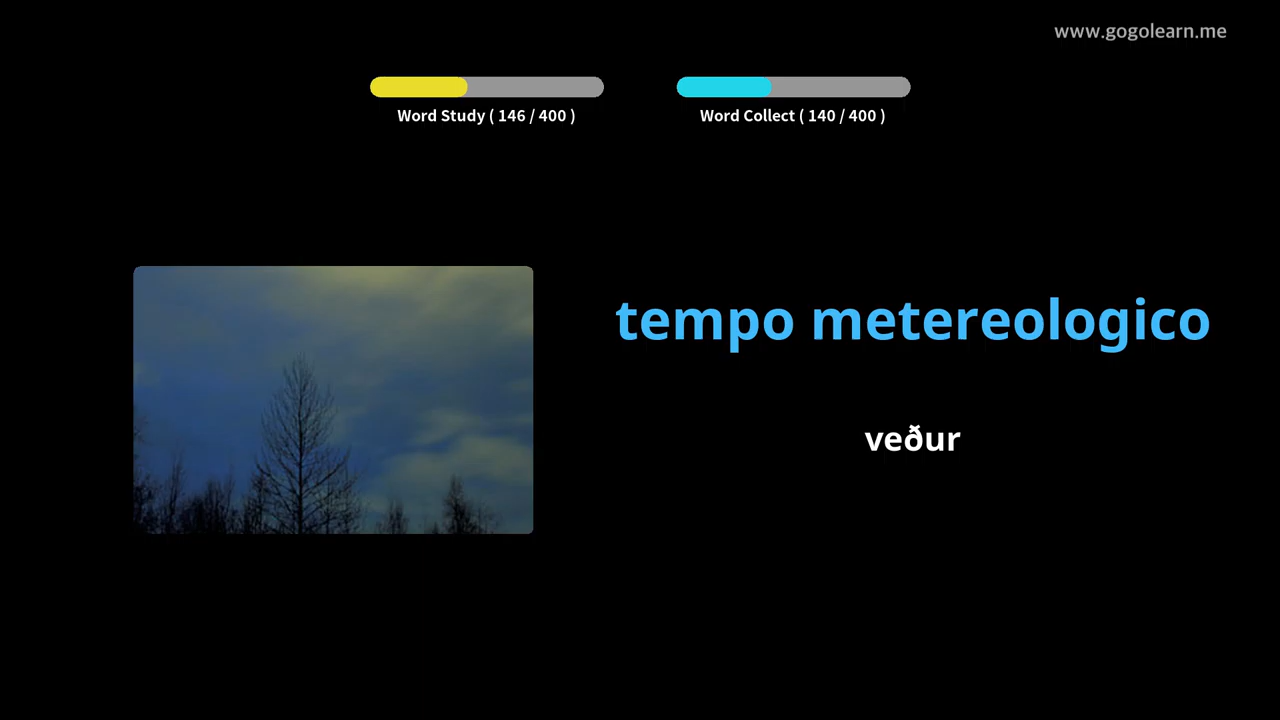 www.gogolearn.me
Word Study ( 146 / 400 )
Word Collect ( 140 / 400 )
tempo metereologico
veður